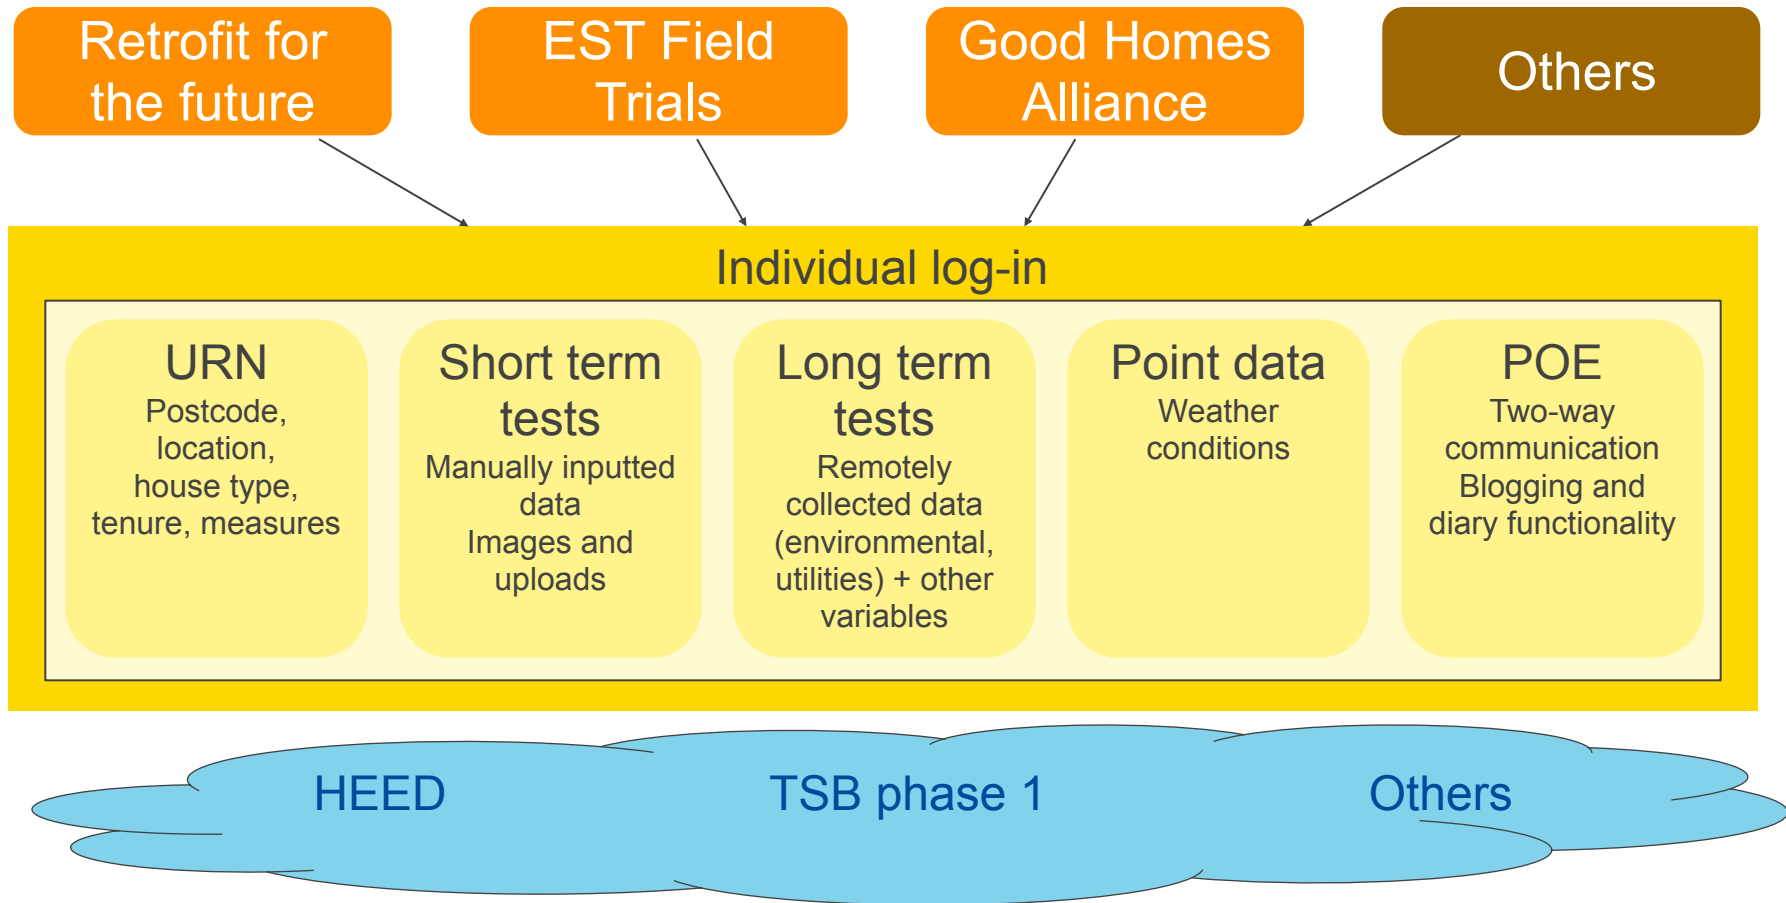 Retrofit for
the future
EST Field
Trials
Good Homes
Alliance
Others
Individual log-in
URN
Postcode,
location,
house type,
tenure, measures
Short term
tests
Manually inputted
data
Images and
uploads
Long term
tests
Remotely
collected data
(environmental,
utilities) + other
variables
Point data
Weather
conditions
POE
Two-way
communication
Blogging and
diary functionality
HEED
TSB phase 1
Others